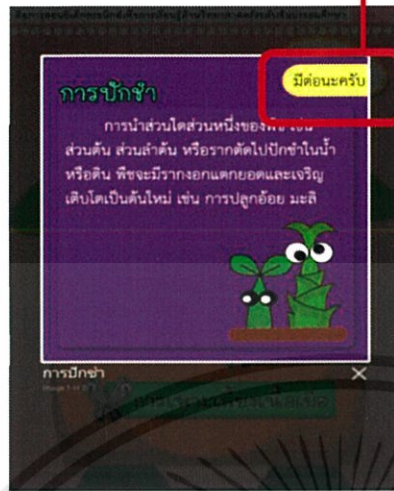 มีต่อนะครับ
การปักชำ
การนำส่วนใดส่วนหนึ่งของพืช เช่น
ส่วนต้น ส่วนลำต้น หรือรากตัดไปปักชำในน้ำ
หรือดิน พืชจะมีรากงอกแตกยอดและเจริญ
เติบโตเป็นต้นใหม่ เช่น การปลูกอ้อย มะลิ
การปักชำ